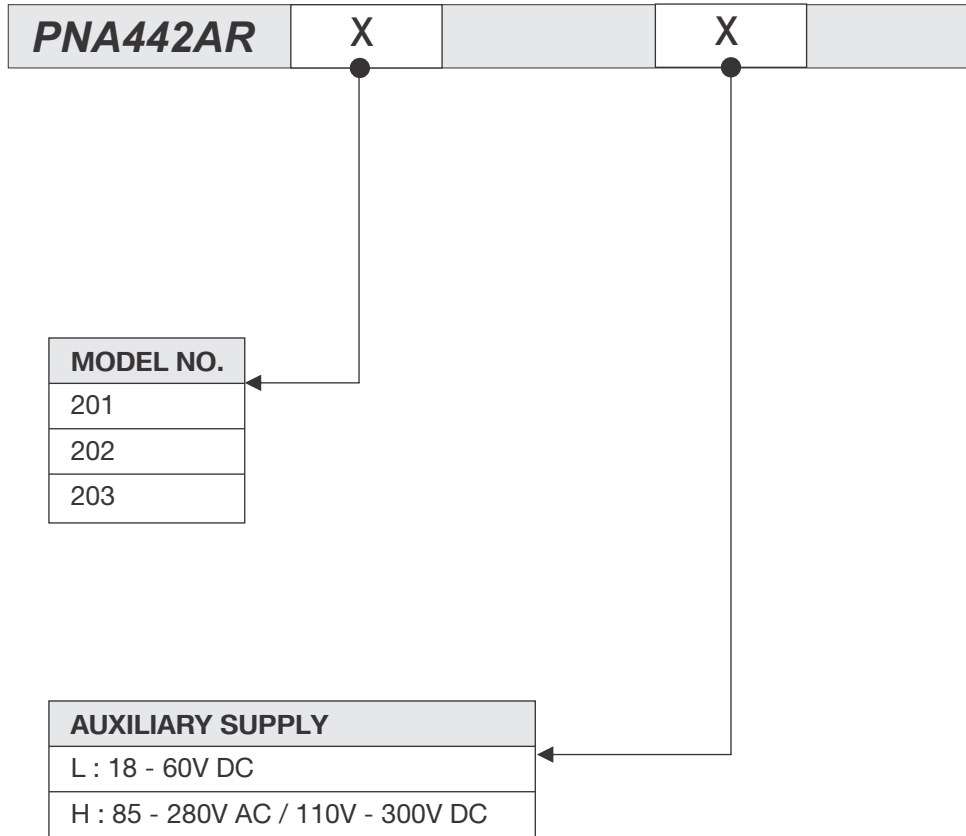 PNA442AR X X
MODEL NO.
201
202
203
AUXILIARY SUPPLY
L : 18 - 60V DC
H : 85 - 280V AC / 110V - 300V DC